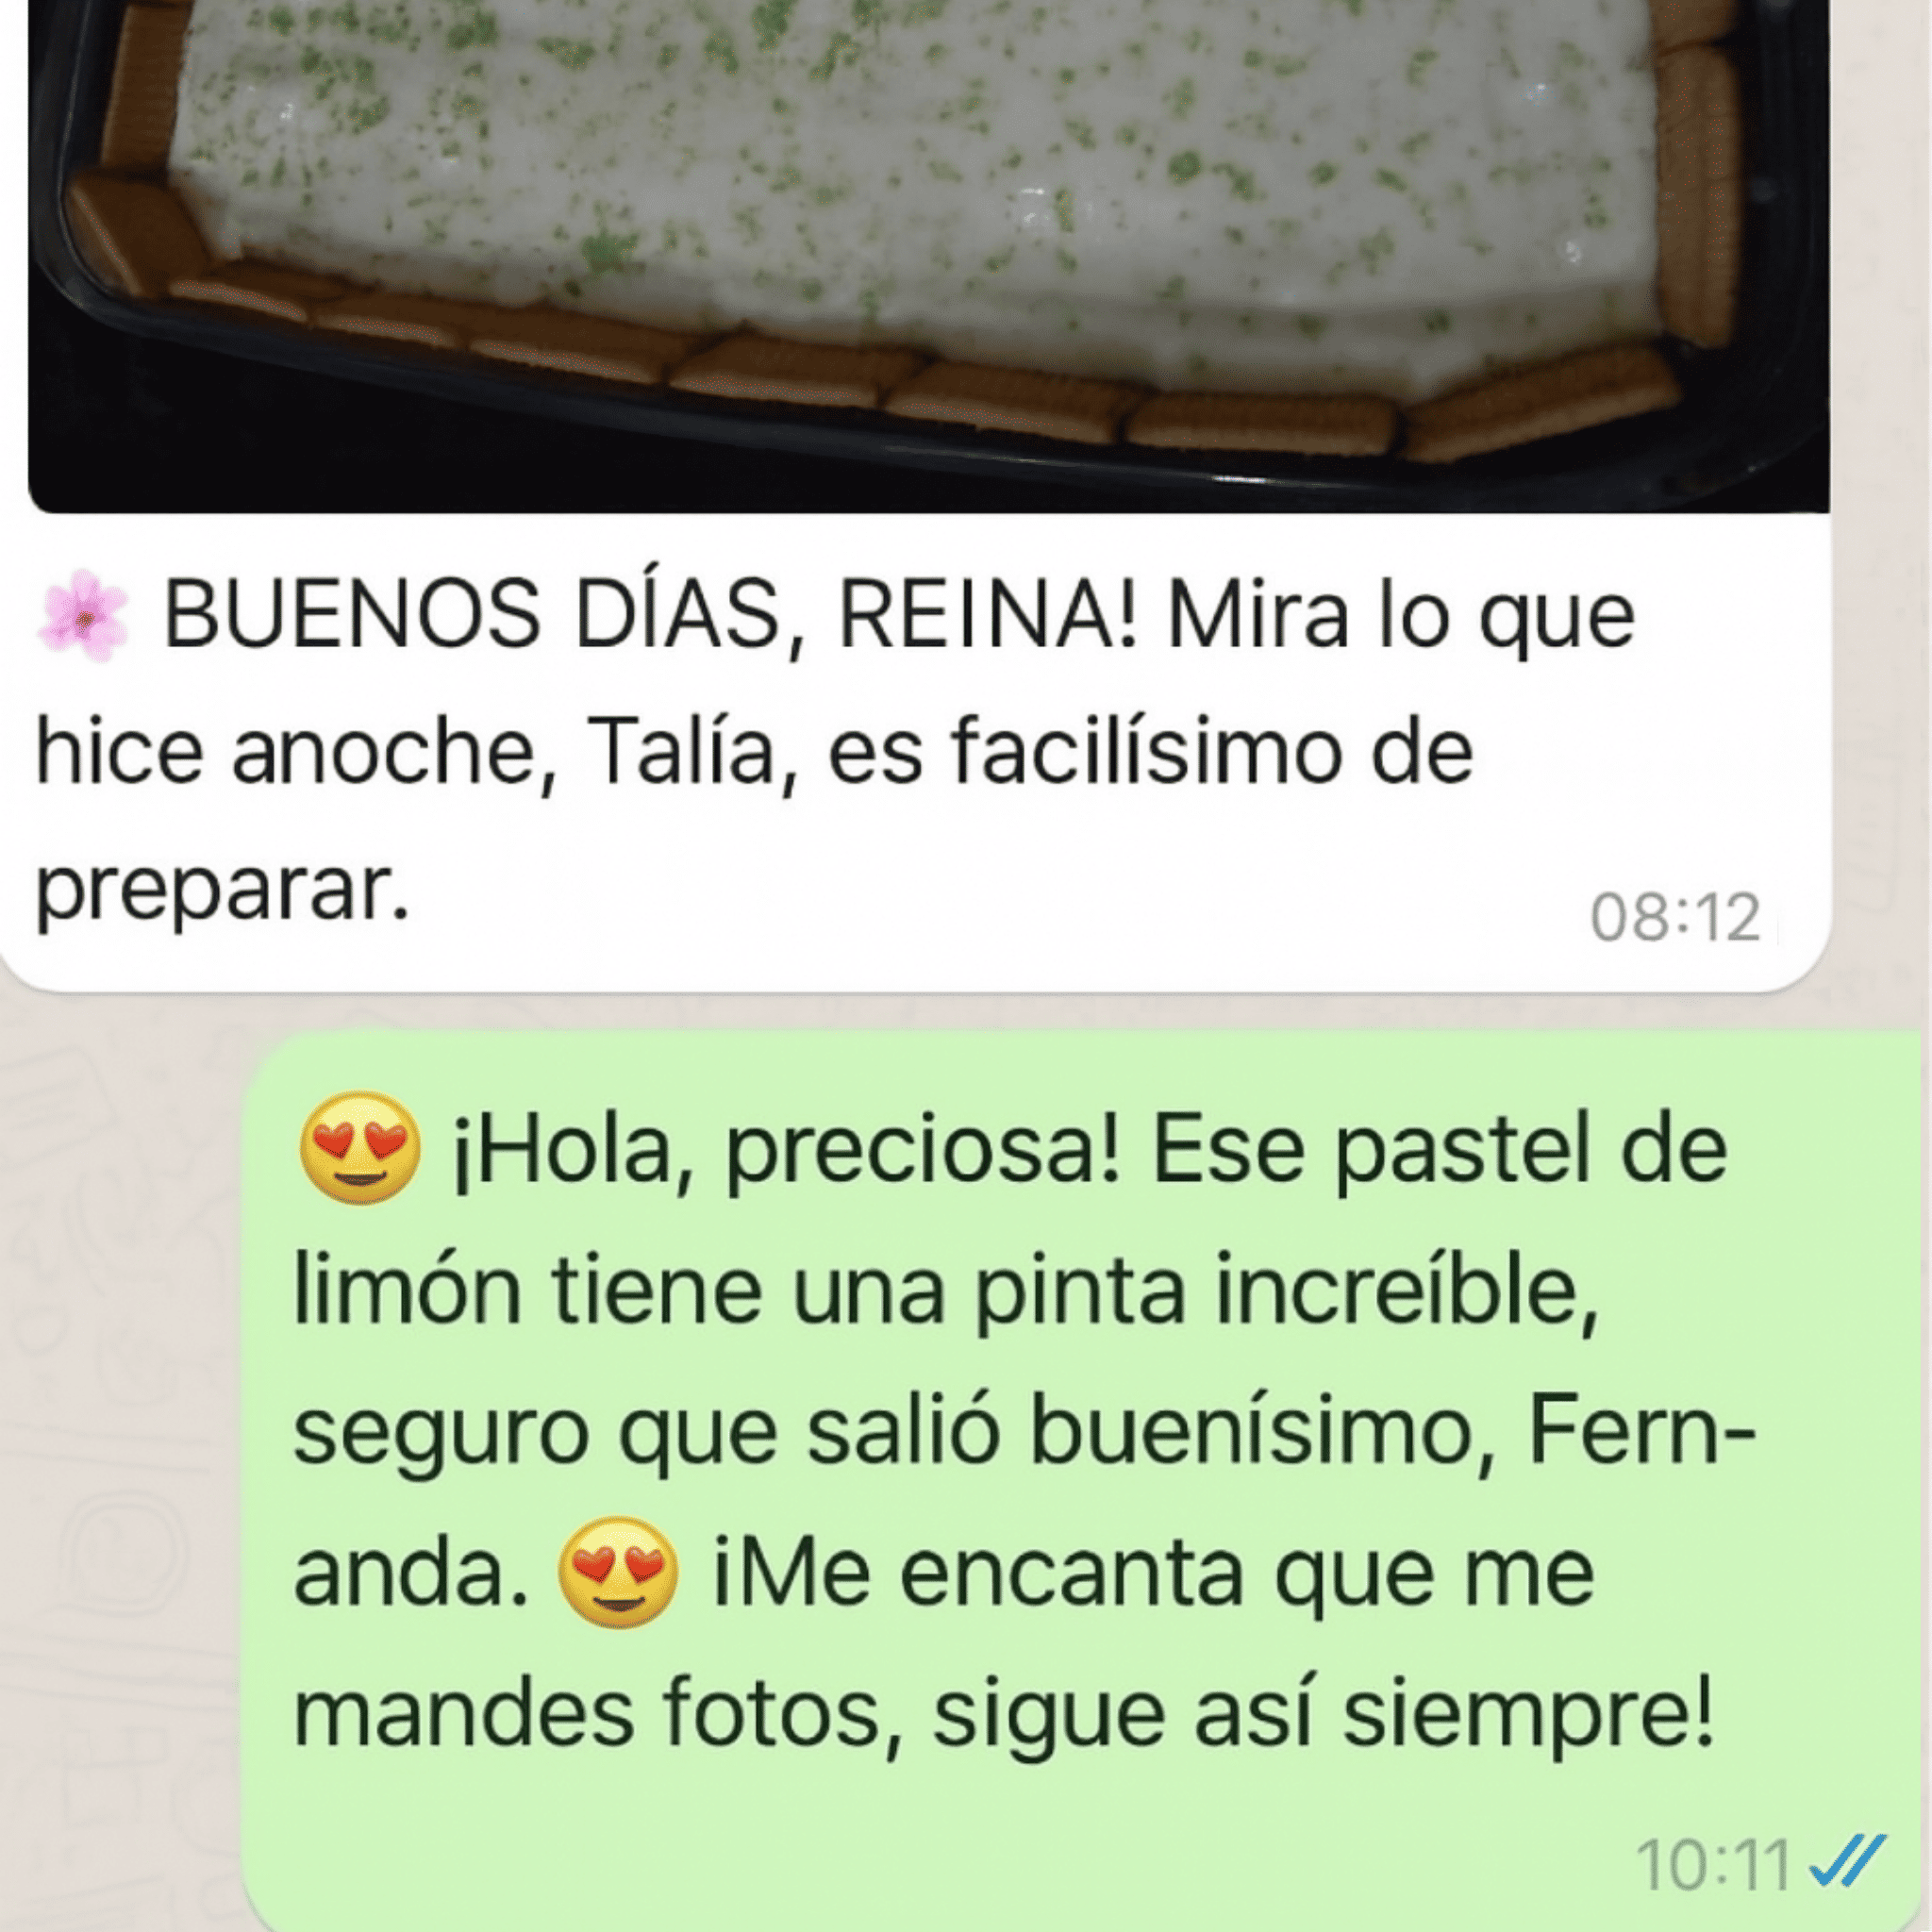 🌸 BUENOS DÍAS, REINA! Mira lo que
hice anoche, Talía, es facilísimo de
preparar.
08:12
😍 ¡Hola, preciosa! Ese pastel de
limón tiene una pinta increíble,
seguro que salió buenísimo, Fern-
anda. 😍 ¡Me encanta que me
mandes fotos, sigue así siempre!
10:11